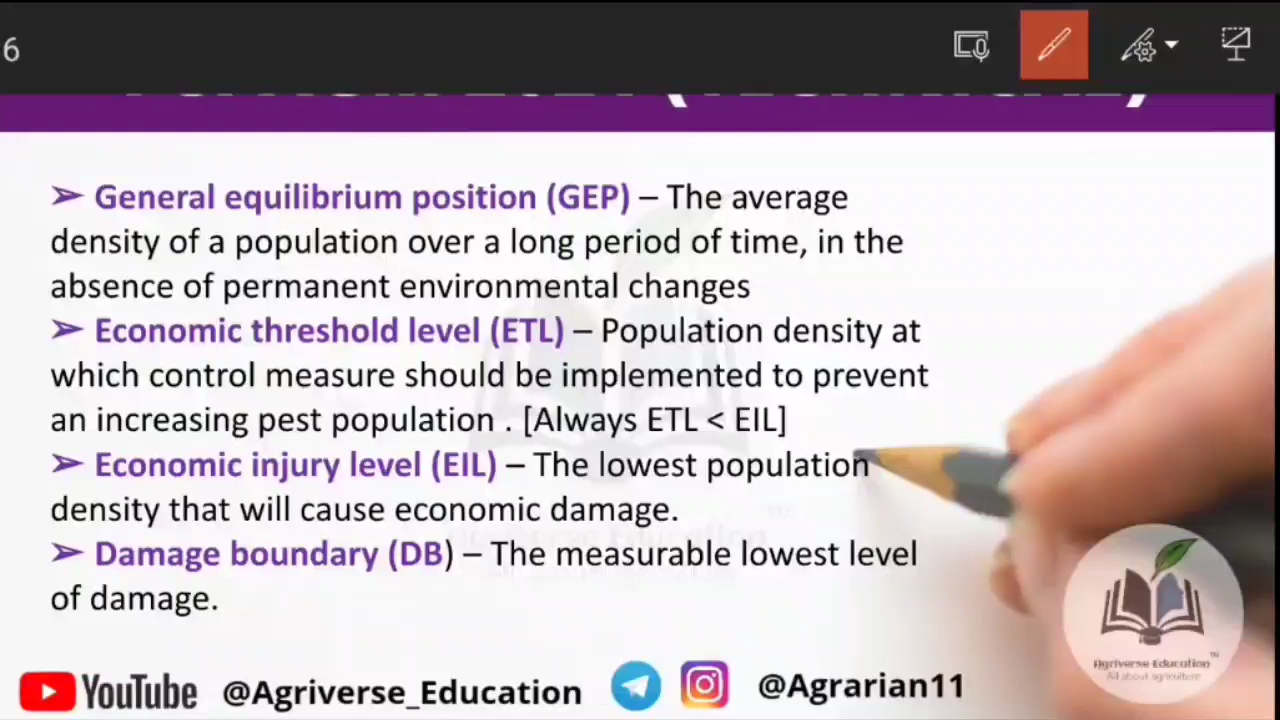 6
➢ General equilibrium position (GEP) – The average
density of a population over a long period of time, in the
absence of permanent environmental changes
➢ Economic threshold level (ETL) – Population density at
which control measure should be implemented to prevent
an increasing pest population . [Always ETL < EIL]
➢ Economic injury level (EIL) – The lowest population
density that will cause economic damage.
➢ Damage boundary (DB) – The measurable lowest level
of damage.
Agriverse Education™
All about agriculture
YouTube @Agriverse_Education @Agrarian11